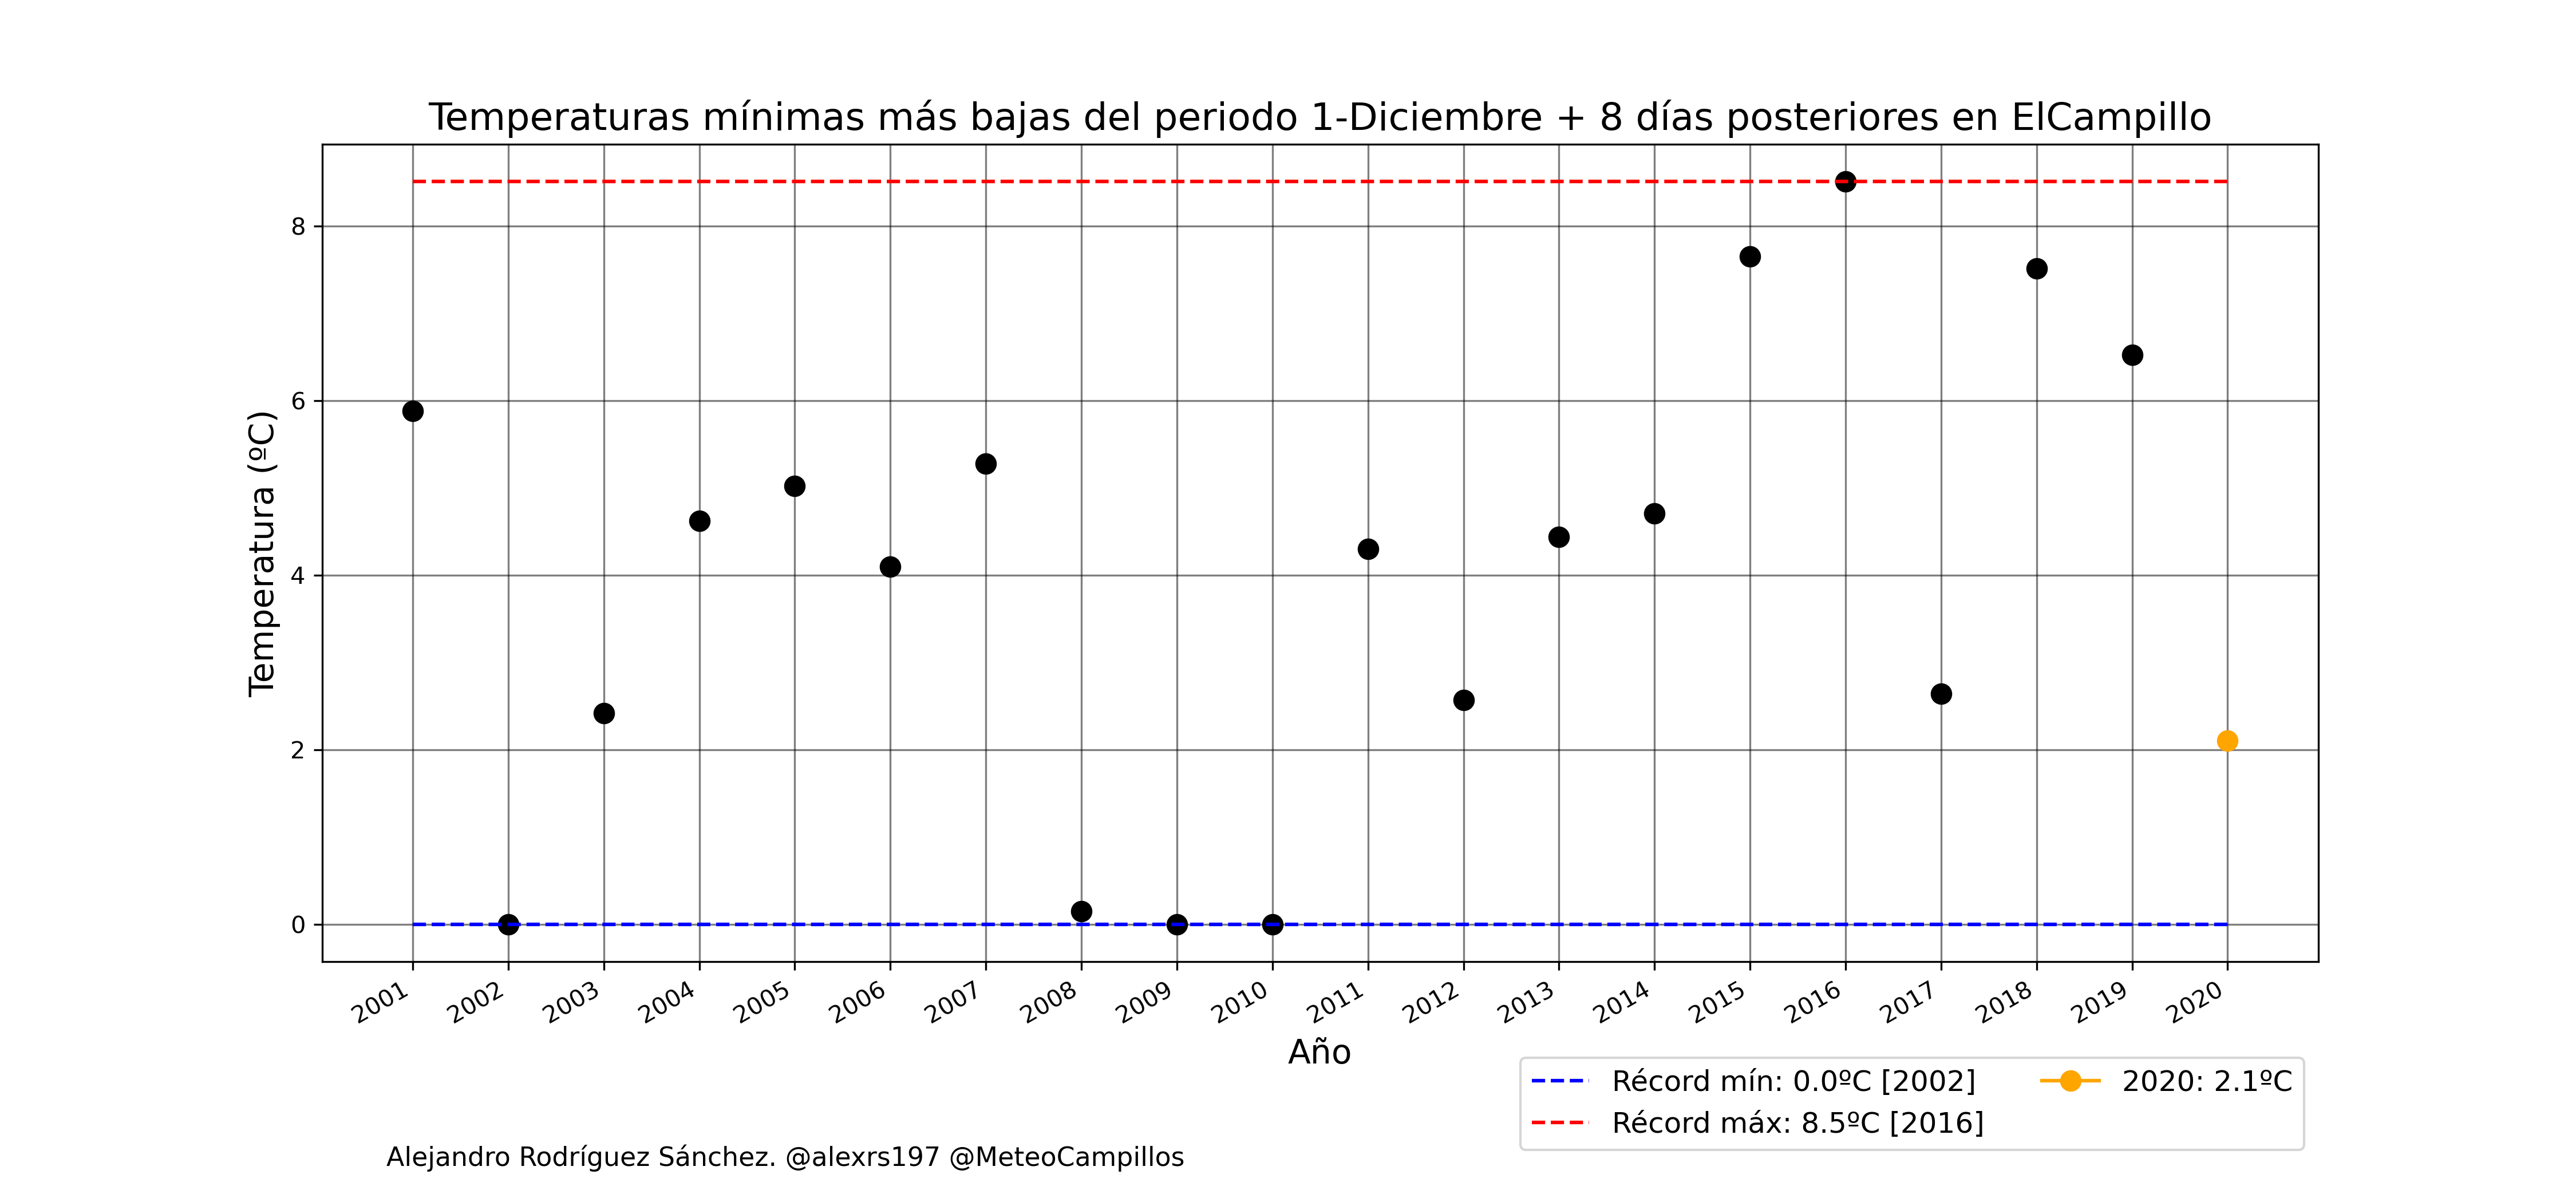 Temperaturas mínimas más bajas del periodo 1-Diciembre + 8 días posteriores en ElCampillo
Temperatura (ºC)
8
6
4
2
0
2001 2002 2003 2004 2005 2006 2007 2008 2009 2010 2011 2012 2013 2014 2015 2016 2017 2018 2019 2020
Año
Récord mín: 0.0ºC [2002]
Récord máx: 8.5ºC [2016]
2020: 2.1ºC
Alejandro Rodríguez Sánchez. @alexrs197 @MeteoCampillos